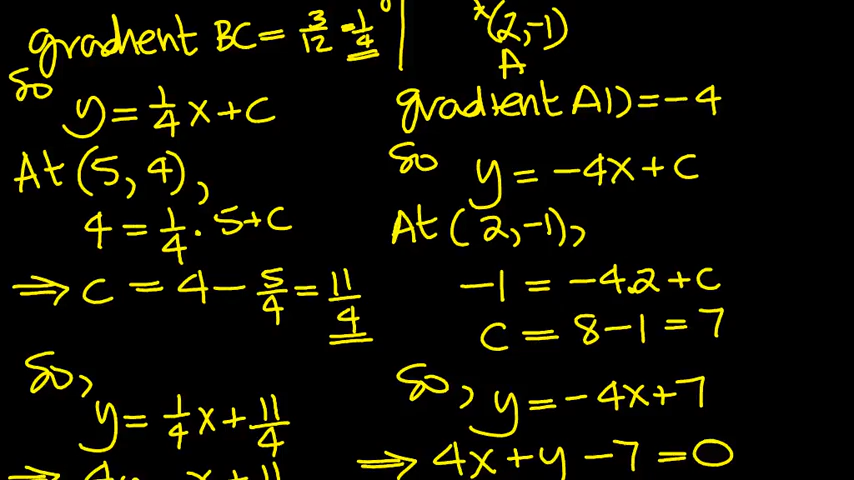 gradient BC = 3/12 = 1/4
So
y = 1/4 x + c
At (5, 4),
4 = 1/4 . 5 + c
⇒ c = 4 - 5/4 = 11/4
So,
y = 1/4 x + 11/4
(2, -1)
A
gradient AD = -4
So
y = -4x + c
At (2, -1),
-1 = -4.2 + c
c = 8 - 1 = 7
So, y = -4x + 7
⇒ 4x + y - 7 = 0